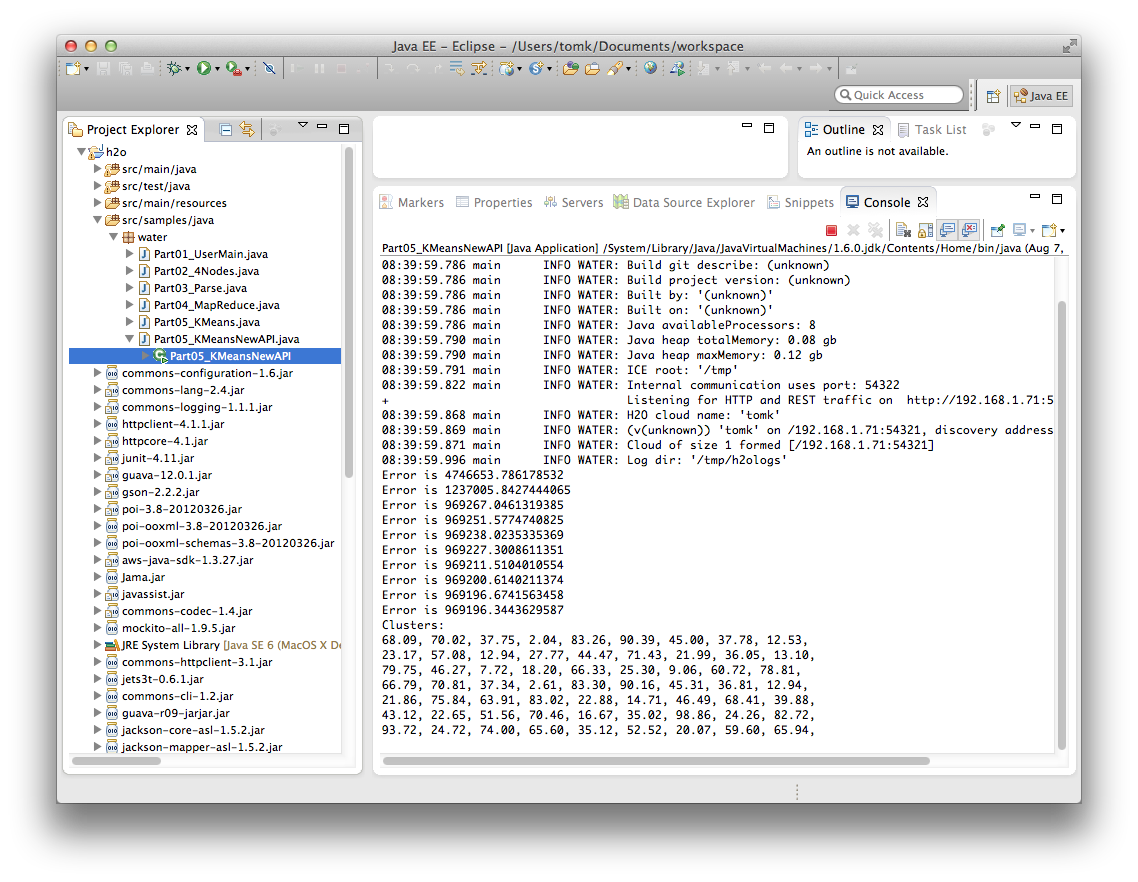 Java EE – Eclipse – /Users/tomk/Documents/workspace
Quick Access
Java EE
Project Explorer
h2o
src/main/java
src/test/java
src/main/resources
src/samples/java
water
Part01_UserMain.java
Part02_4Nodes.java
Part03_Parse.java
Part04_MapReduce.java
Part05_KMeans.java
Part05_KMeansNewAPI.java
Part05_KMeansNewAPI
commons-configuration-1.6.jar
commons-lang-2.4.jar
commons-logging-1.1.1.jar
httpclient-4.1.1.jar
httpcore-4.1.jar
junit-4.11.jar
guava-12.0.1.jar
gson-2.2.2.jar
poi-3.8-20120326.jar
poi-ooxml-3.8-20120326.jar
poi-ooxml-schemas-3.8-20120326.jar
aws-java-sdk-1.3.27.jar
Jama.jar
javassist.jar
commons-codec-1.4.jar
mockito-all-1.9.5.jar
JRE System Library [Java SE 6 (MacOS X De
commons-httpclient-3.1.jar
jets3t-0.6.1.jar
commons-cli-1.2.jar
guava-r09-jarjar.jar
jackson-core-asl-1.5.2.jar
jackson-mapper-asl-1.5.2.jar
Outline Task List
An outline is not available.
Markers Properties Servers Data Source Explorer Snippets Console
Part05_KMeansNewAPI [Java Application] /System/Library/Java/JavaVirtualMachines/1.6.0.jdk/Contents/Home/bin/java (Aug 7,
08:39:59.786 main INFO WATER: Build git describe: (unknown)
08:39:59.786 main INFO WATER: Build project version: (unknown)
08:39:59.786 main INFO WATER: Built by: '(unknown)'
08:39:59.786 main INFO WATER: Built on: '(unknown)'
08:39:59.786 main INFO WATER: Java availableProcessors: 8
08:39:59.790 main INFO WATER: Java heap totalMemory: 0.08 gb
08:39:59.790 main INFO WATER: Java heap maxMemory: 0.12 gb
08:39:59.791 main INFO WATER: ICE root: '/tmp'
08:39:59.822 main INFO WATER: Internal communication uses port: 54322
+ Listening for HTTP and REST traffic on http://192.168.1.71:5
08:39:59.868 main INFO WATER: H2O cloud name: 'tomk'
08:39:59.869 main INFO WATER: (v(unknown)) 'tomk' on /192.168.1.71:54321, discovery address
08:39:59.871 main INFO WATER: Cloud of size 1 formed [/192.168.1.71:54321]
08:39:59.996 main INFO WATER: Log dir: '/tmp/h2ologs'
Error is 4746653.786178532
Error is 1237005.8427444065
Error is 969267.0461319385
Error is 969251.5774740825
Error is 969238.0235335369
Error is 969227.3008611351
Error is 969211.5104010554
Error is 969200.6140211374
Error is 969196.6741563458
Error is 969196.3443629587
Clusters:
68.09, 70.02, 37.75, 2.04, 83.26, 90.39, 45.00, 37.78, 12.53,
23.17, 57.08, 12.94, 27.77, 44.47, 71.43, 21.99, 36.05, 13.10,
79.75, 46.27, 7.72, 18.20, 66.33, 25.30, 9.06, 60.72, 78.81,
66.79, 70.81, 37.34, 2.61, 83.30, 90.16, 45.31, 36.81, 12.94,
21.86, 75.84, 63.91, 83.02, 22.88, 14.71, 46.49, 68.41, 39.88,
43.12, 22.65, 51.56, 70.46, 16.67, 35.02, 98.86, 24.26, 82.72,
93.72, 24.72, 74.00, 65.60, 35.12, 52.52, 20.07, 59.60, 65.94,